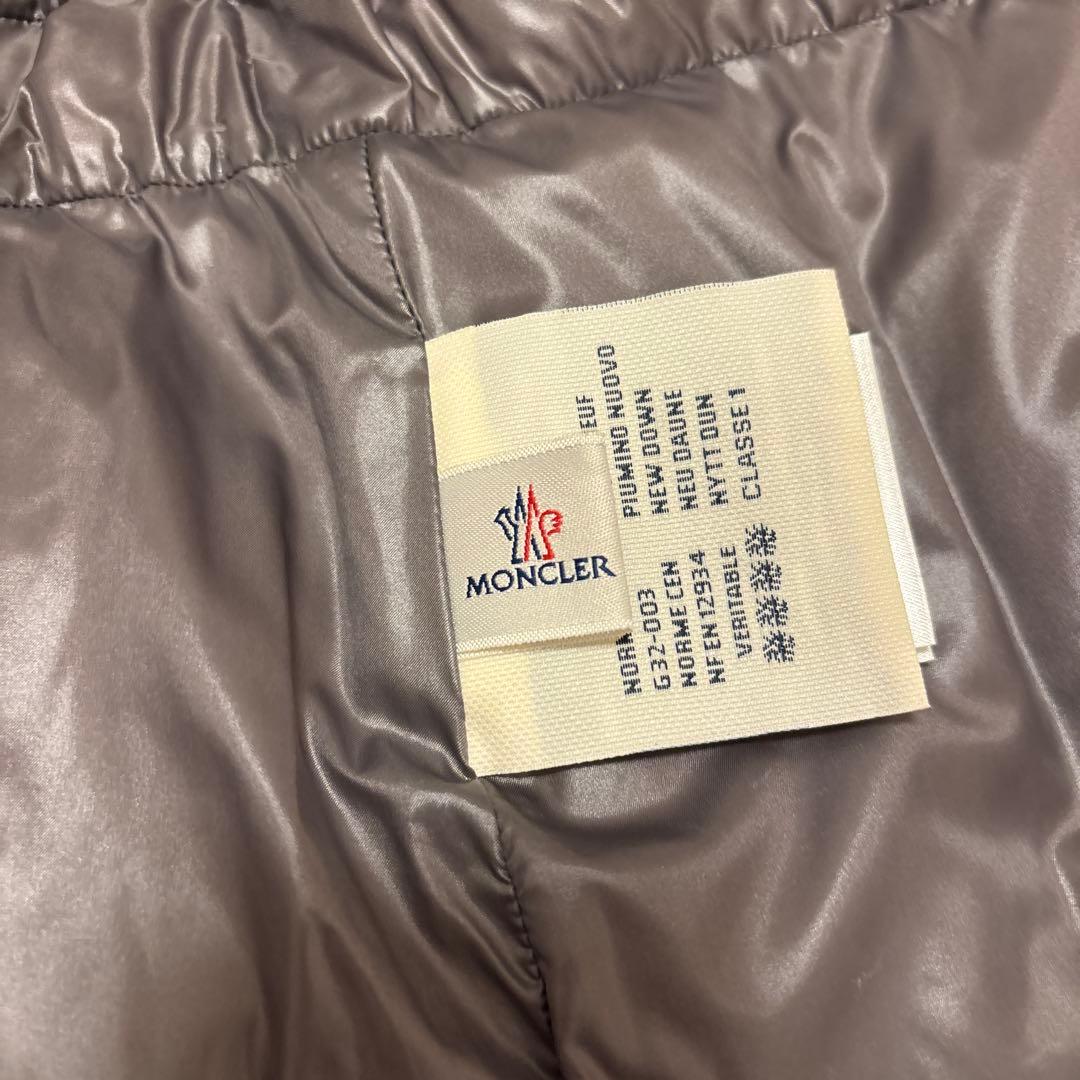 MONCLER
EUF
PIUMINO NUOVO
NEW DOWN
NEU DAUNE
NYTT DUN
CLASSE 1
NORM
G32-003
NORME CEN
NF EN 12934
VERITABLE